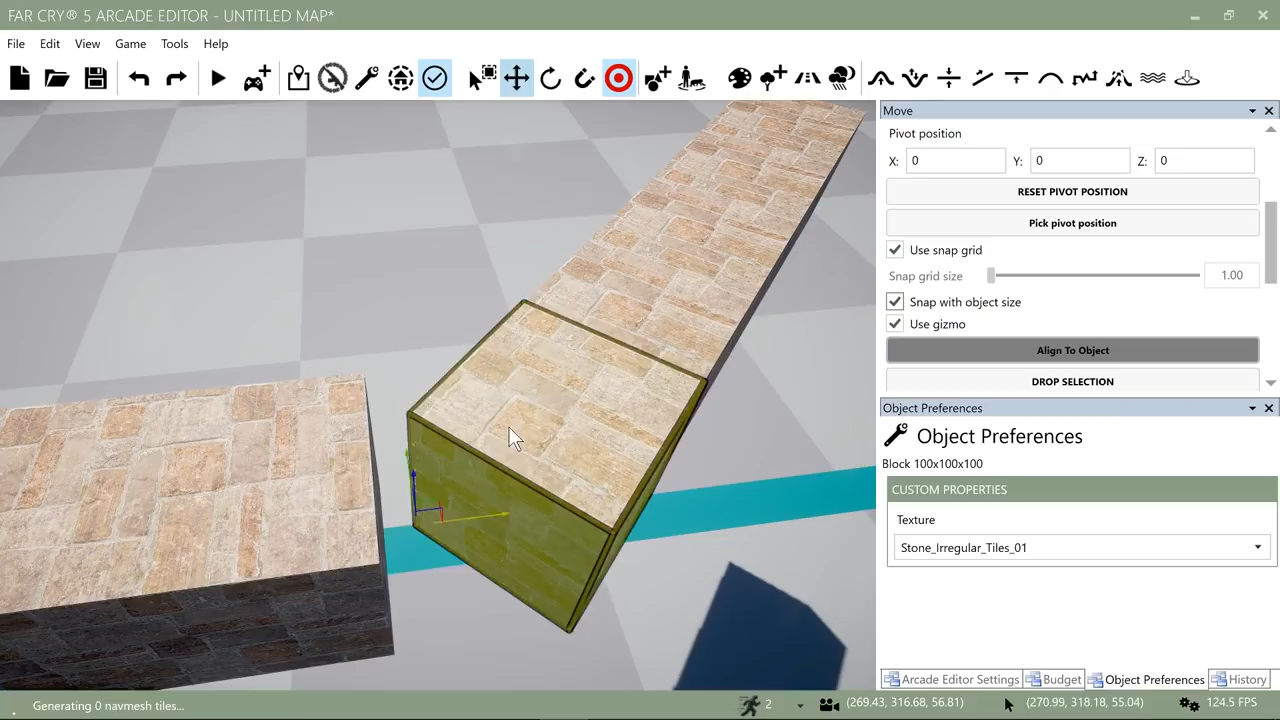 FAR CRY® 5 ARCADE EDITOR - UNTITLED MAP*
File Edit View Game Tools Help
Move
Pivot position
X: 0 Y: 0 Z: 0
RESET PIVOT POSITION
Pick pivot position
Use snap grid
Snap grid size 1.00
Snap with object size
Use gizmo
Align To Object
DROP SELECTION
Object Preferences
Object Preferences
Block 100x100x100
CUSTOM PROPERTIES
Texture
Stone_Irregular_Tiles_01
Arcade Editor Settings Budget Object Preferences History
Generating 0 navmesh tiles... 2 (269.43, 316.68, 56.81) (270.99, 318.18, 55.04) 124.5 FPS